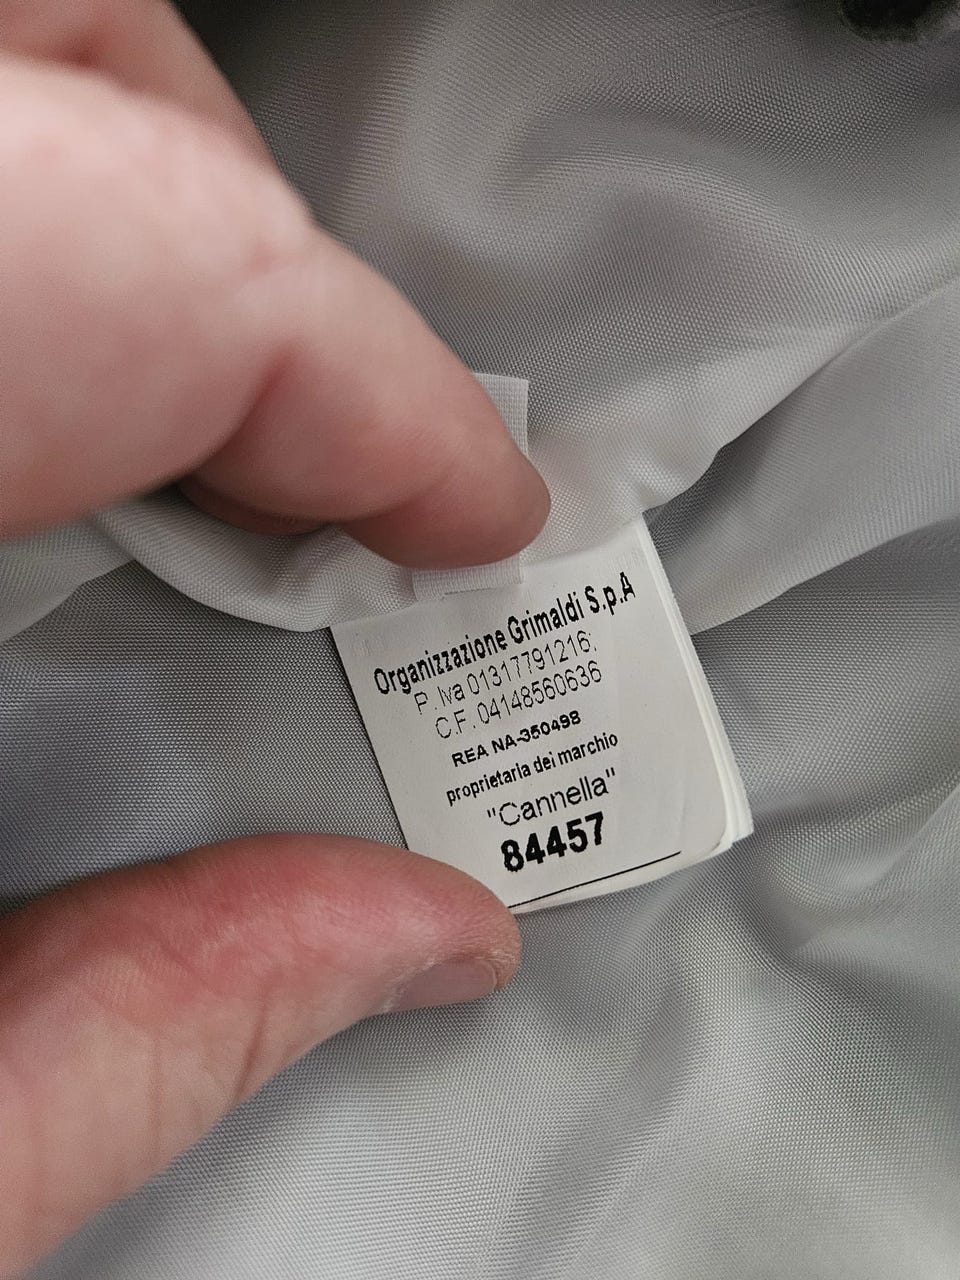 Organizzazione Grimaldi S.p.A
P. Iva 01317791216;
C.F. 04148560636
REA NA-350498
proprietaria dei marchio
"Cannella"
84457